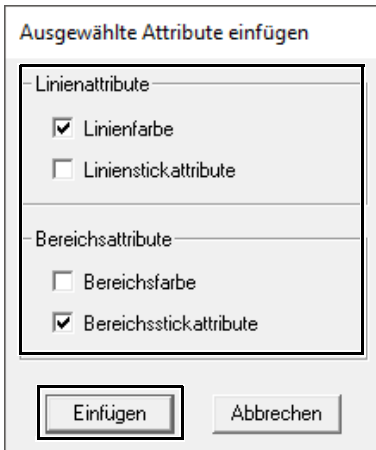 Ausgewählte Attribute einfügen
Linienattribute
Linienfarbe
Linienstickattribute
Bereichsattribute
Bereichsfarbe
Bereichsstickattribute
Einfügen Abbrechen